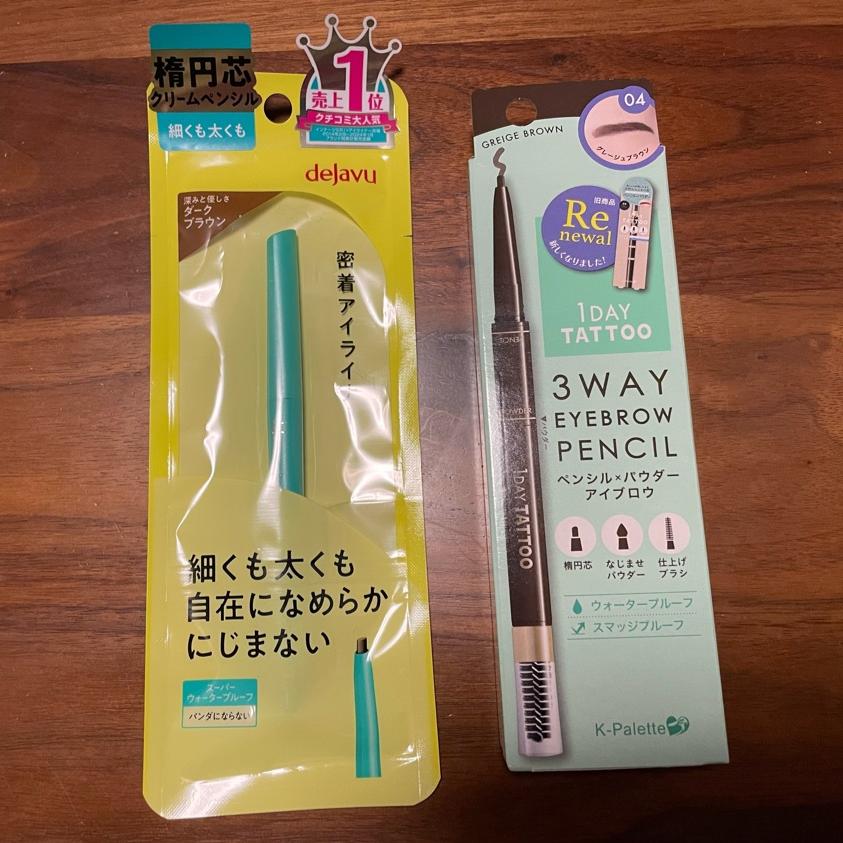 楕円芯
クリームペンシル
細くも太くも
売上1位
クチコミ大人気
dejavu
深みと優しさ
ダーク
ブラウン
密着アイライ
細くも太くも
自在になめらか
にじまない
スーパー
ウォータープルーフ
パンダにならない
GREIGE BROWN
04
グレージュブラウン
旧商品
Re
newal
新しくなりました!
1DAY
TATTOO
3WAY
EYEBROW
PENCIL
ペンシル×パウダー
アイブロウ
楕円芯
なじませ
パウダー
仕上げ
ブラシ
ウォータープルーフ
スマッジプルーフ
K-Palette
PENCIL
POWDER
▼パウダー
1DAY TATTOO